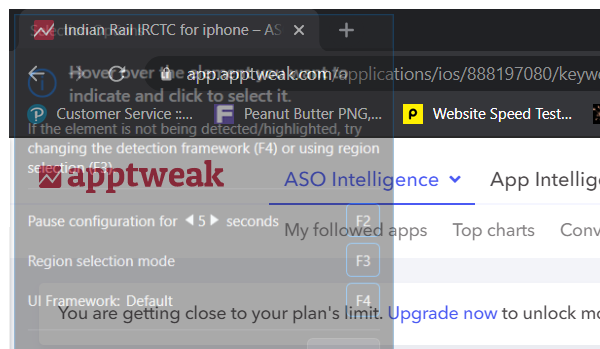 Indian Rail IRCTC for iphone – AS
Selection Options
app.apptweak.com/applications/ios/888197080/keywo
Hover over the element you want to
indicate and click to select it.
Customer Service ::...
Peanut Butter PNG,...
Website Speed Test...
If the element is not being detected/highlighted, try
changing the detection framework (F4) or using region
selection (F3)
apptweak
ASO Intelligence
App Intellig
Pause configuration for 5 seconds
F2
My followed apps
Top charts
Conv
Region selection mode
F3
UI Framework: Default
F4
You are getting close to your plan's limit. Upgrade now to unlock mo